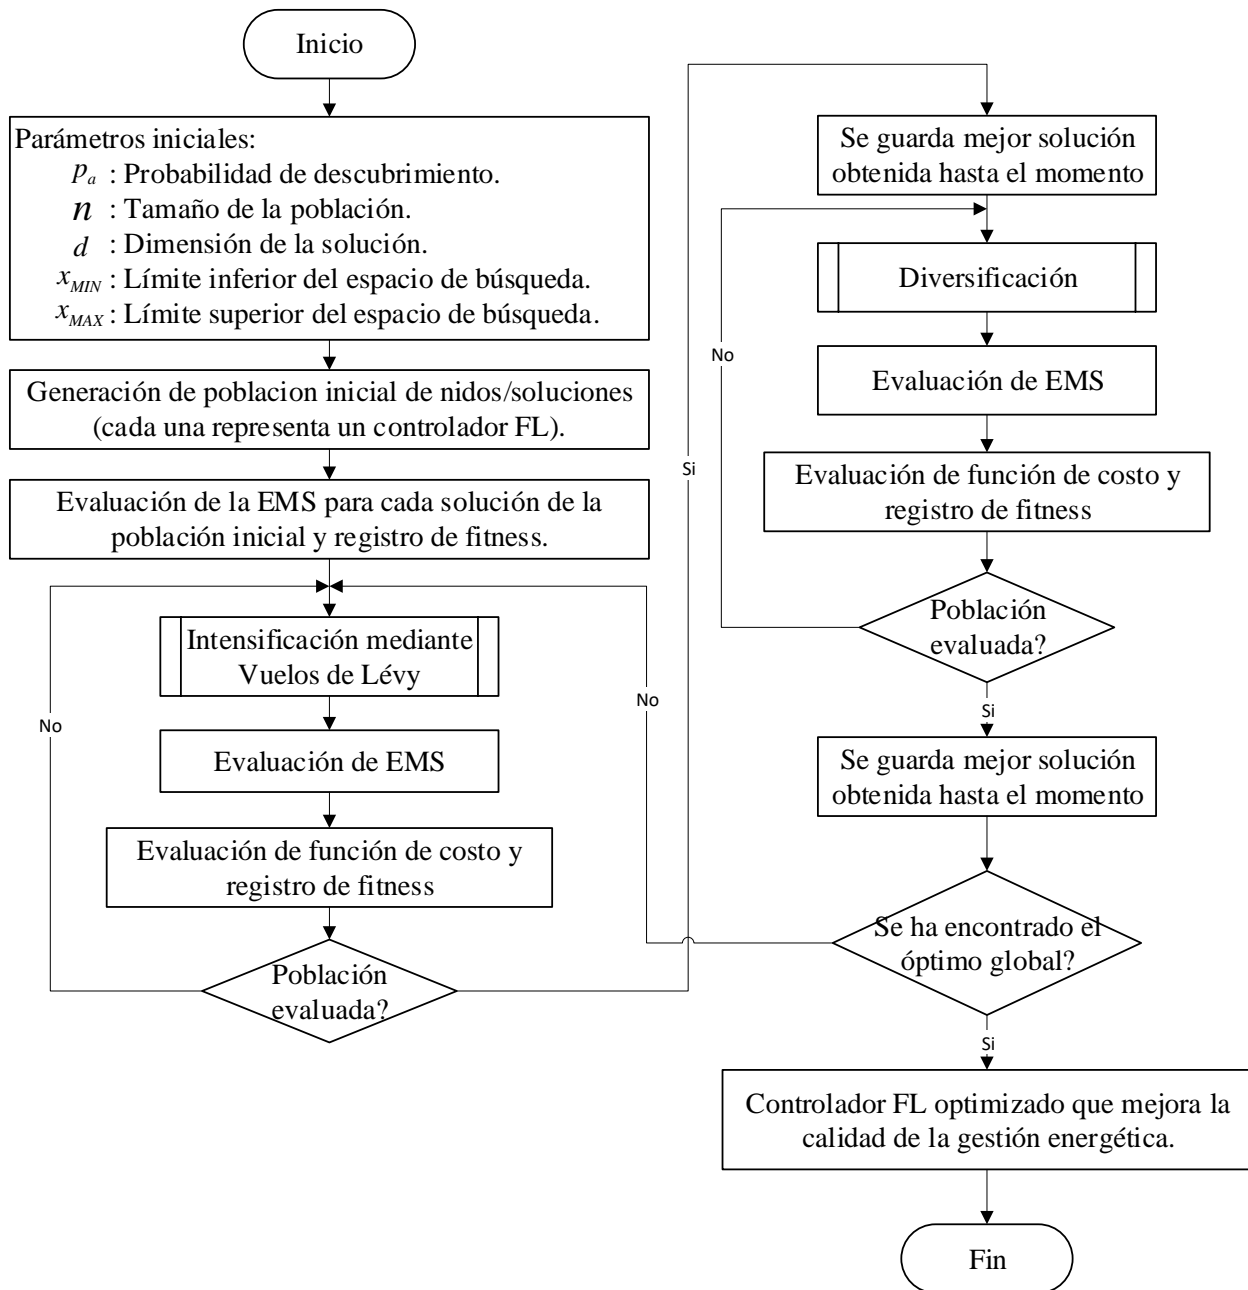 Inicio
Parámetros iniciales:
p_a : Probabilidad de descubrimiento.
n : Tamaño de la población.
d : Dimensión de la solución.
x_MIN : Límite inferior del espacio de búsqueda.
x_MAX : Límite superior del espacio de búsqueda.
Generación de poblacion inicial de nidos/soluciones
(cada una representa un controlador FL).
Evaluación de la EMS para cada solución de la
población inicial y registro de fitness.
Intensificación mediante
Vuelos de Lévy
No
No
Evaluación de EMS
Evaluación de función de costo y
registro de fitness
Población
evaluada?
Si
Se guarda mejor solución
obtenida hasta el momento
Diversificación
No
Evaluación de EMS
Evaluación de función de costo y
registro de fitness
Población
evaluada?
Si
Se guarda mejor solución
obtenida hasta el momento
Se ha encontrado el
óptimo global?
Si
Controlador FL optimizado que mejora la
calidad de la gestión energética.
Fin